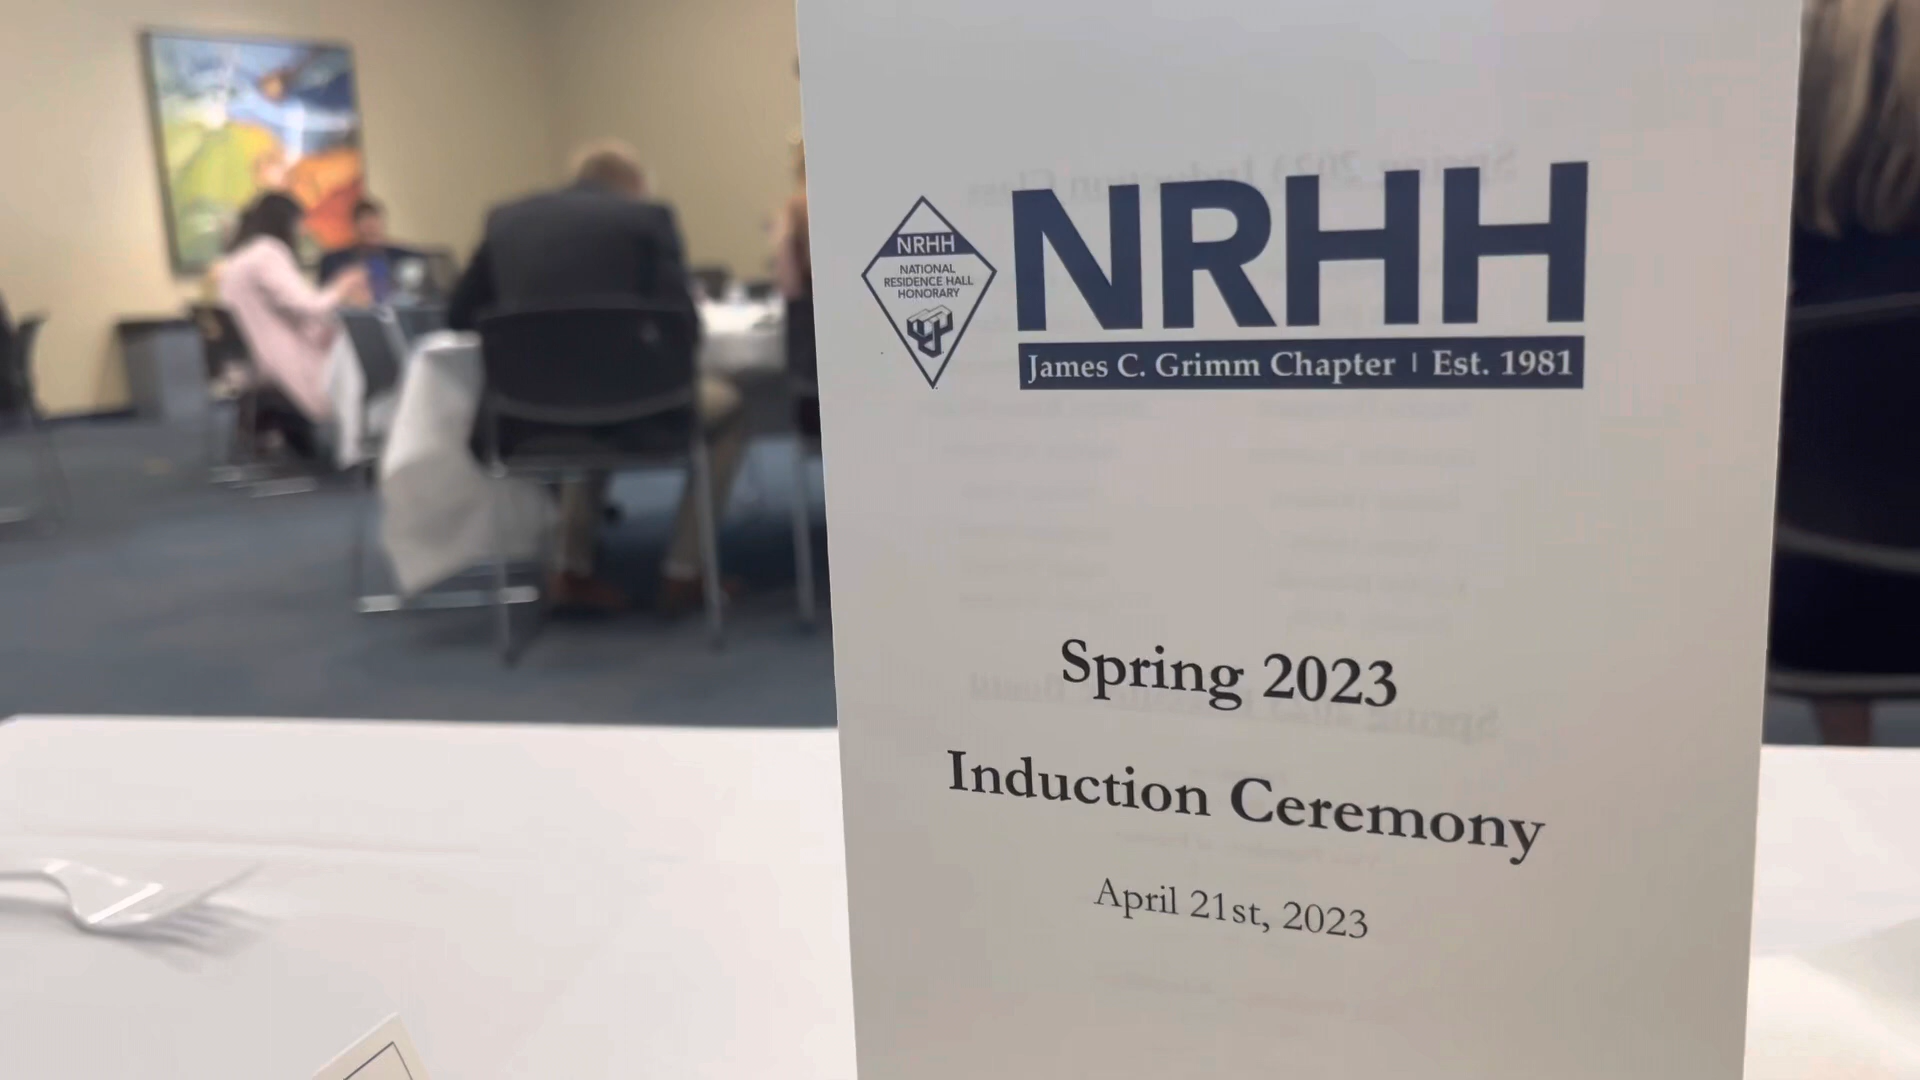 NRHH
NATIONAL
RESIDENCE HALL
HONORARY
NRHH
James C. Grimm Chapter | Est. 1981
Spring 2023
Induction Ceremony
April 21st, 2023